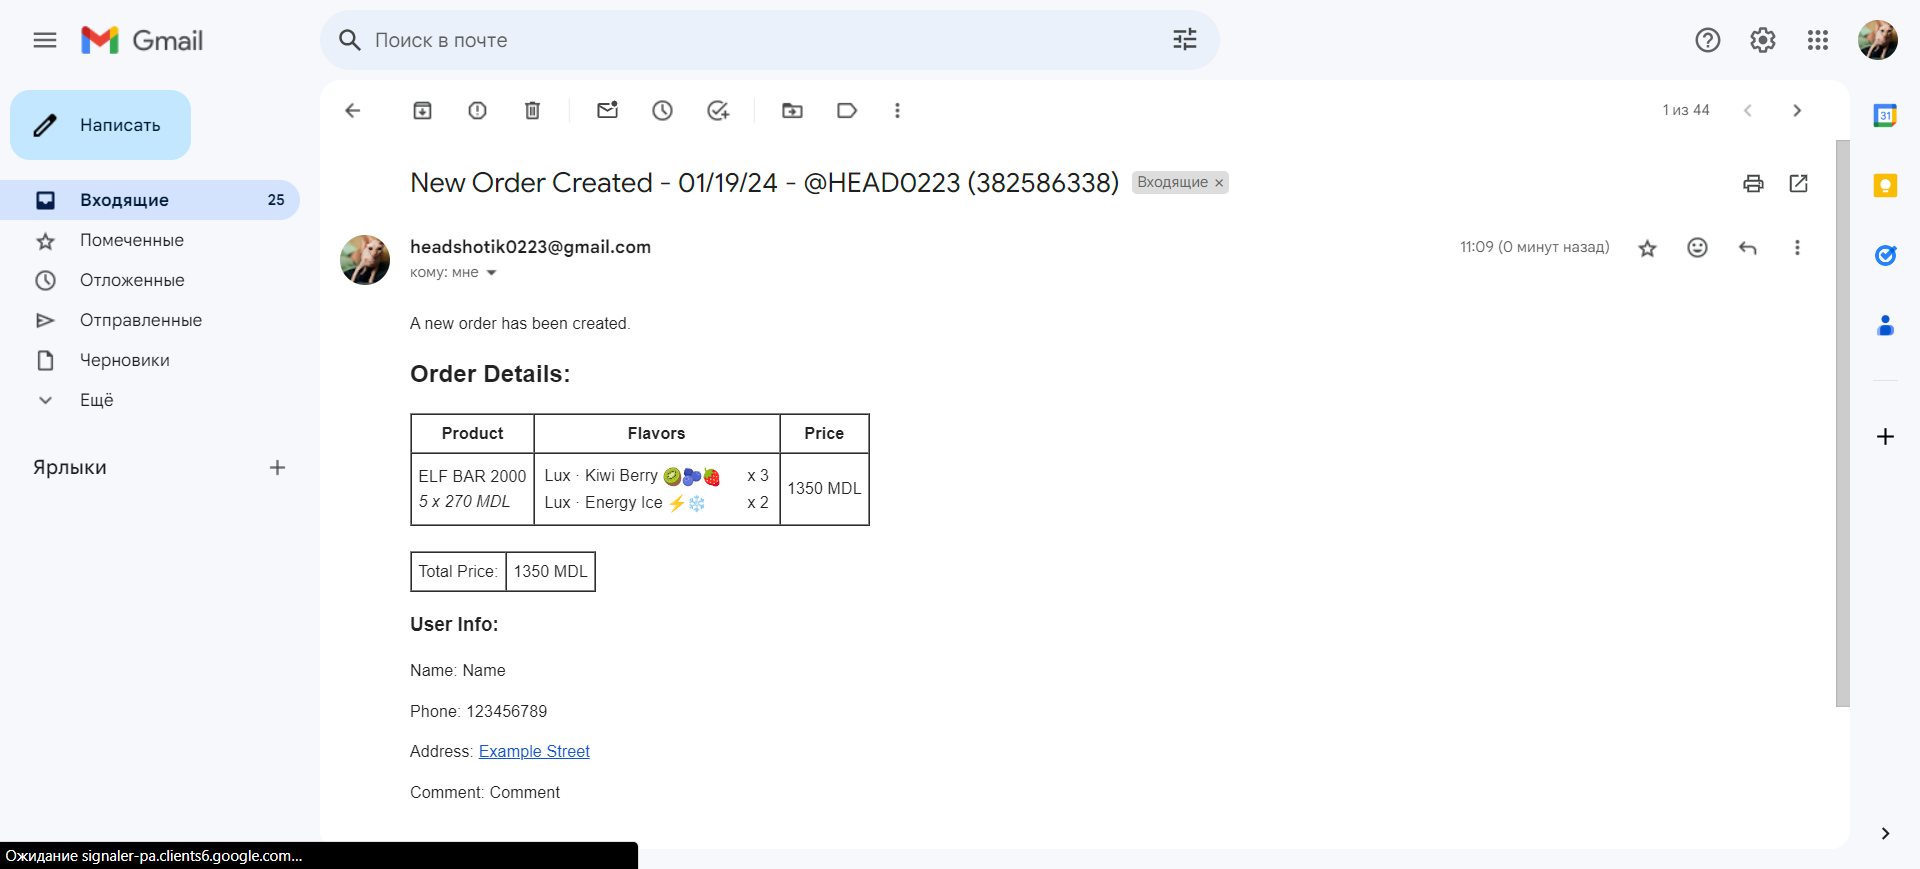 Gmail
Поиск в почте
Написать
1 из 44
31
Входящие 25
Помеченные
Отложенные
Отправленные
Черновики
Ещё
Ярлыки
New Order Created - 01/19/24 - @HEAD0223 (382586338) Входящие ×
headshotik0223@gmail.com 11:09 (0 минут назад)
кому: мне
A new order has been created.
Order Details:
Product Flavors Price
ELF BAR 2000
5 x 270 MDL
Lux · Kiwi Berry 🥝🫐🍓 x 3
Lux · Energy Ice ⚡❄️ x 2
1350 MDL
Total Price: 1350 MDL
User Info:
Name: Name
Phone: 123456789
Address: Example Street
Comment: Comment
Ожидание signaler-pa.clients6.google.com...